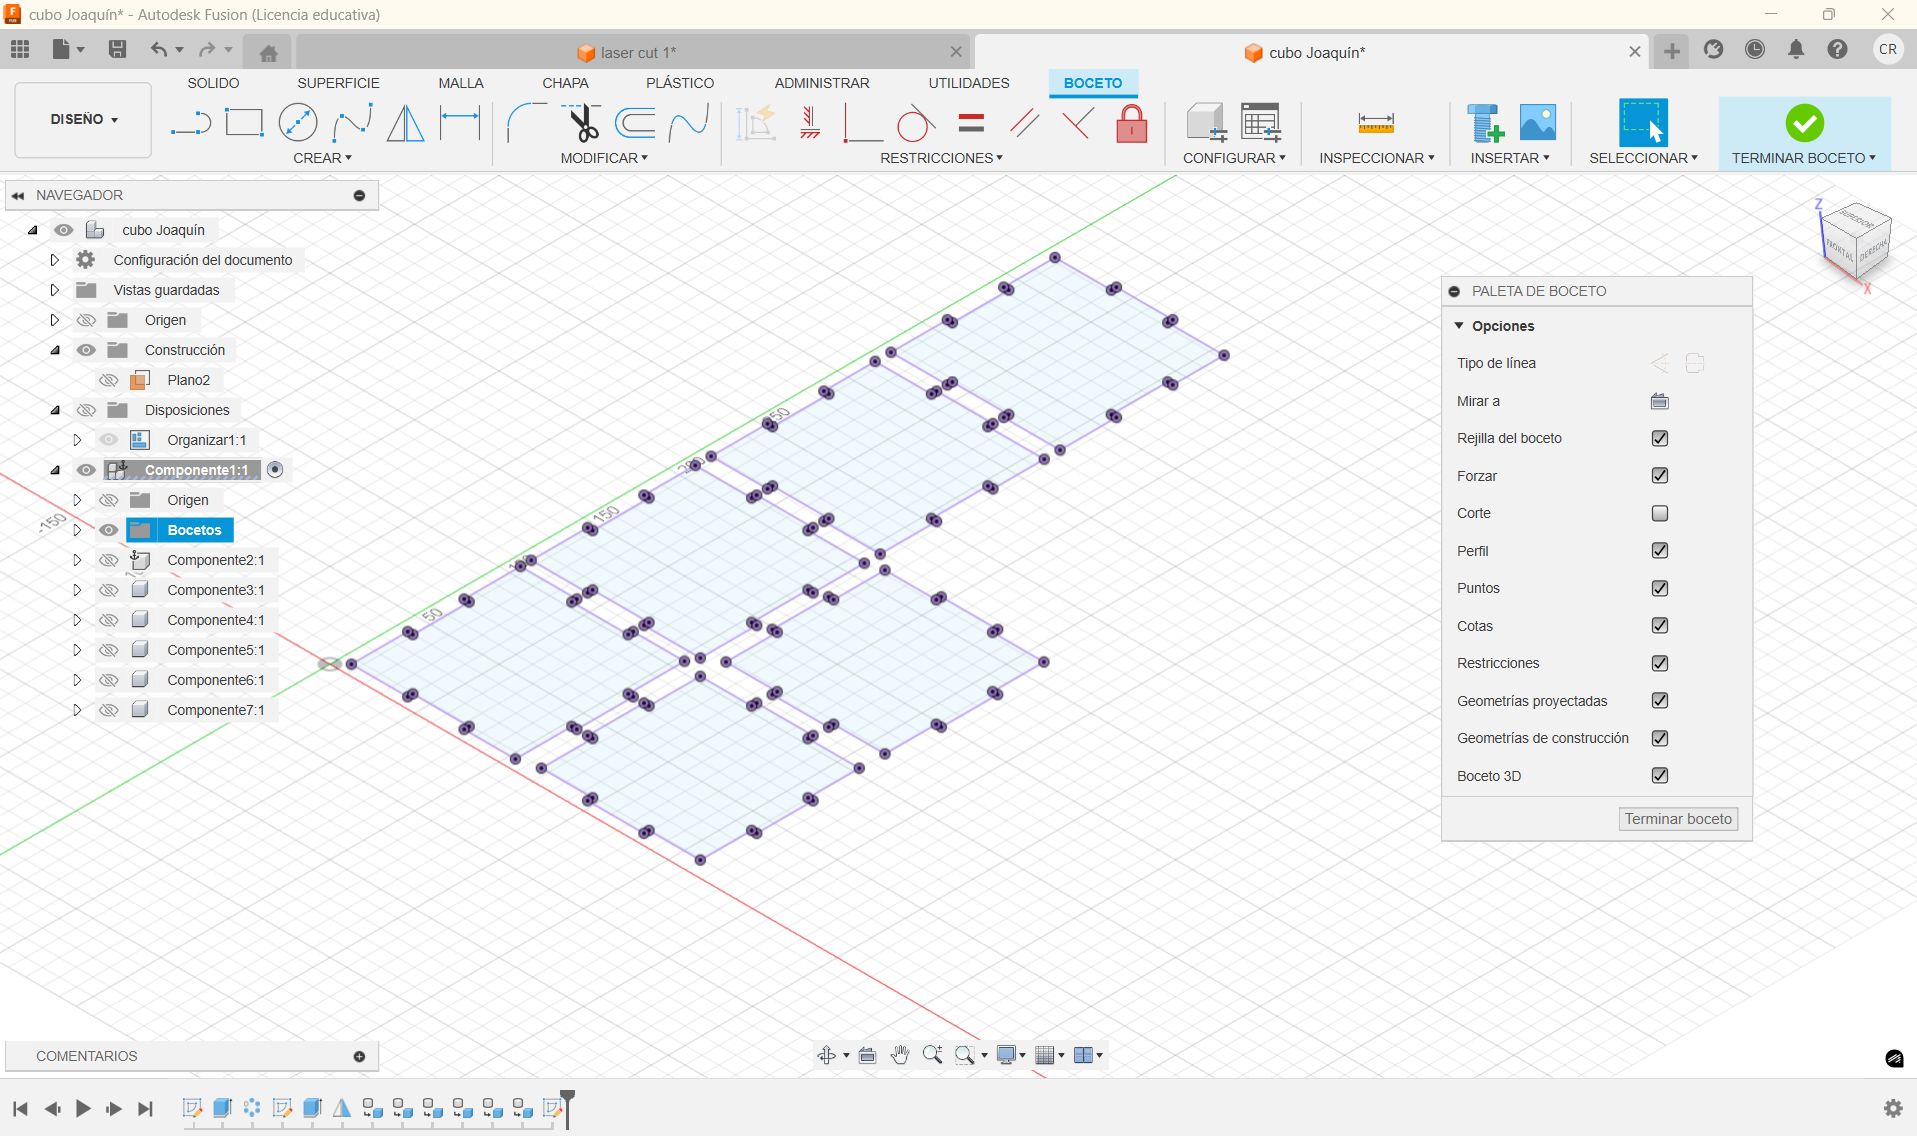 cubo Joaquín* - Autodesk Fusion (Licencia educativa)
laser cut 1*
cubo Joaquín*
CR
DISEÑO
SOLIDO
SUPERFICIE
MALLA
CHAPA
PLÁSTICO
ADMINISTRAR
UTILIDADES
BOCETO
CREAR
MODIFICAR
RESTRICCIONES
CONFIGURAR
INSPECCIONAR
INSERTAR
SELECCIONAR
TERMINAR BOCETO
NAVEGADOR
cubo Joaquín
Configuración del documento
Vistas guardadas
Origen
Construcción
Plano2
Disposiciones
Organizar1:1
Componente1:1
Origen
Bocetos
Componente2:1
Componente3:1
Componente4:1
Componente5:1
Componente6:1
Componente7:1
-150
50
150
Z
SUPERIOR
FRONTAL
DERECHA
X
PALETA DE BOCETO
Opciones
Tipo de línea
Mirar a
Rejilla del boceto
Forzar
Corte
Perfil
Puntos
Cotas
Restricciones
Geometrías proyectadas
Geometrías de construcción
Boceto 3D
Terminar boceto
COMENTARIOS